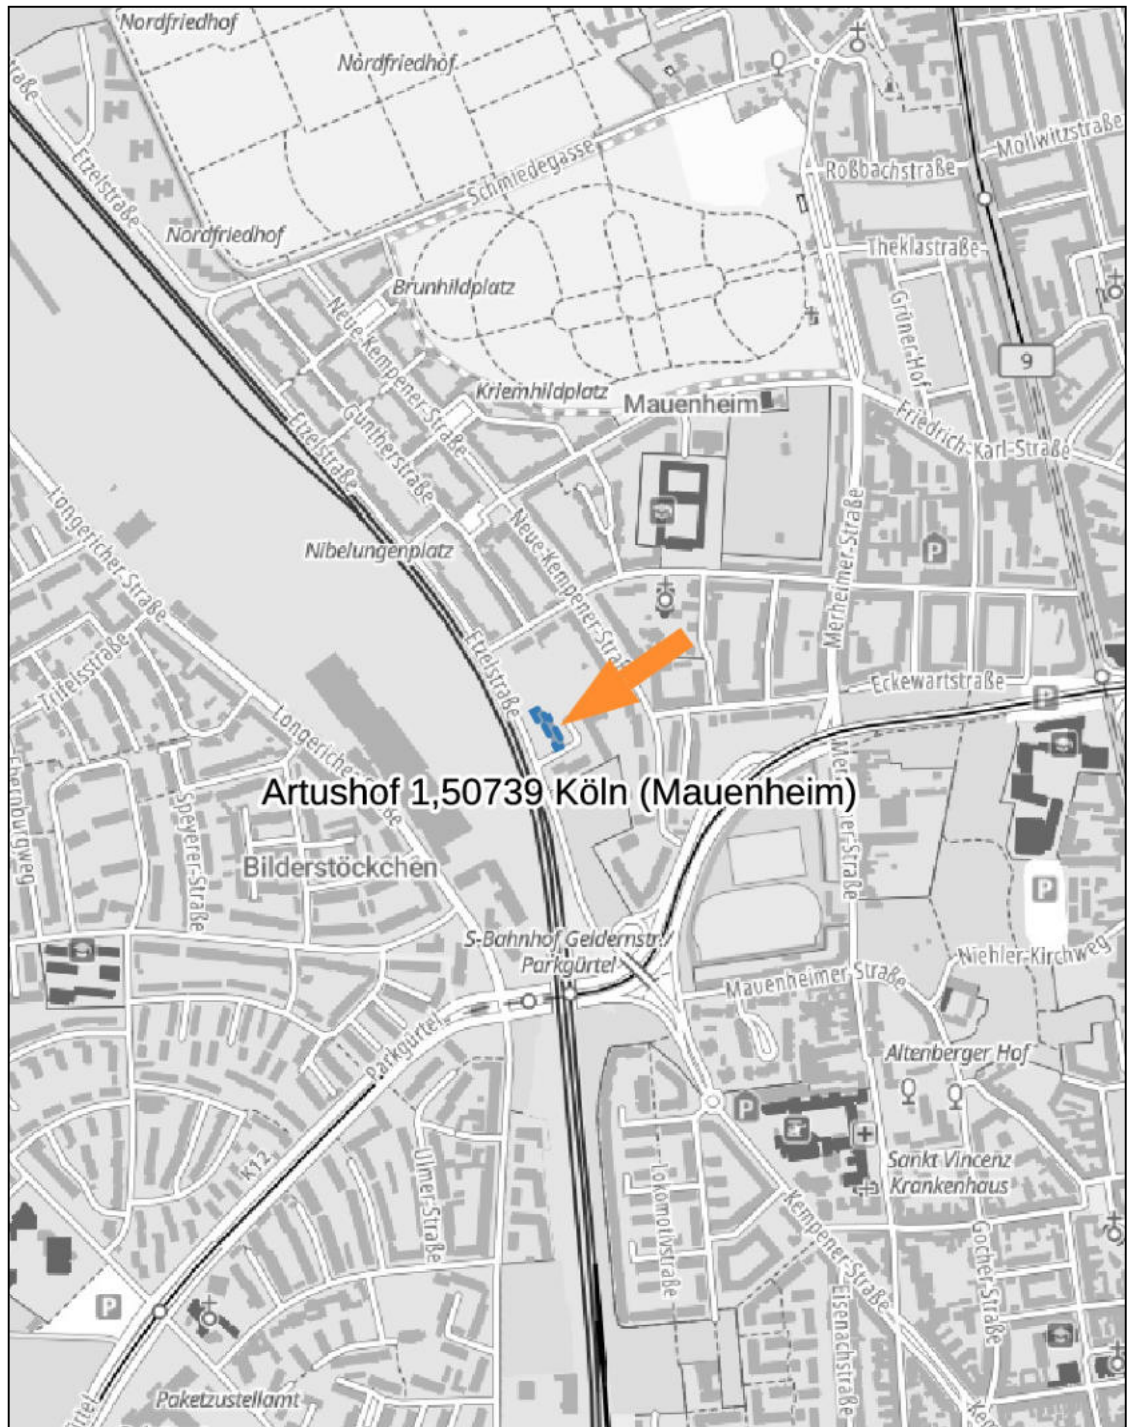 Nordfriedhof
Nordfriedhof
Etzelstraße
Schmiedegasse
Roßbachstraße
Mollwitzstraße
Nordfriedhof
Theklastraße
Brunhildplatz
Neue-Kempener-Straße
Grüner-Hof
9
Kriemhildplatz
Mauenheim
Guntherstraße
Etzelstraße
Friedrich-Karl-Straße
Longericher-Straße
Nibelungenplatz
Neue-Kempener-Straße
P
Merheimer-Straße
Trifelsstraße
Etzelstraße
Eckewartstraße
P
Longericher-Straße
Artushof 1,50739 Köln (Mauenheim)
Speyerer-Straße
Ebernburgweg
Bilderstöckchen
P
S-Bahnhof Geldernstr./
Parkgürtel
Niehler-Kirchweg
Mauenheimer Straße
Parkgürtel
Altenberger Hof
P
K12
Ulmer-Straße
Lokomotivstraße
Sankt Vincenz
Krankenhaus
Kempener-Straße
Gocher-Straße
Eisenachstraße
P
Paketzustellamt